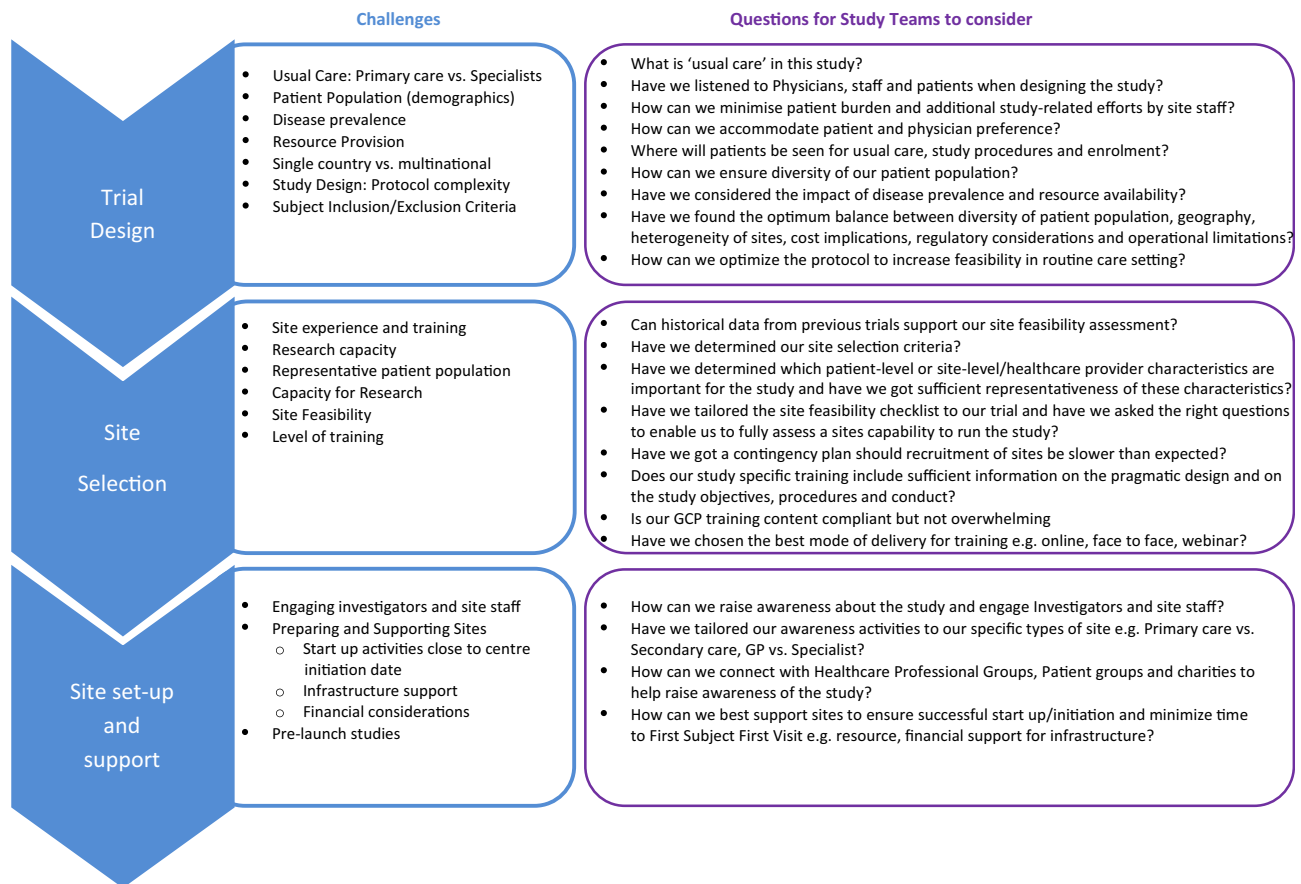 Challenges
Questions for Study Teams to consider
Trial
Design
• Usual Care: Primary care vs. Specialists
• Patient Population (demographics)
• Disease prevalence
• Resource Provision
• Single country vs. multinational
• Study Design: Protocol complexity
• Subject Inclusion/Exclusion Criteria
• What is ‘usual care’ in this study?
• Have we listened to Physicians, staff and patients when designing the study?
• How can we minimise patient burden and additional study-related efforts by site staff?
• How can we accommodate patient and physician preference?
• Where will patients be seen for usual care, study procedures and enrolment?
• How can we ensure diversity of our patient population?
• Have we considered the impact of disease prevalence and resource availability?
• Have we found the optimum balance between diversity of patient population, geography,
heterogeneity of sites, cost implications, regulatory considerations and operational limitations?
• How can we optimize the protocol to increase feasibility in routine care setting?
Site
Selection
• Site experience and training
• Research capacity
• Representative patient population
• Capacity for Research
• Site Feasibility
• Level of training
• Can historical data from previous trials support our site feasibility assessment?
• Have we determined our site selection criteria?
• Have we determined which patient-level or site-level/healthcare provider characteristics are
important for the study and have we got sufficient representativeness of these characteristics?
• Have we tailored the site feasibility checklist to our trial and have we asked the right questions
to enable us to fully assess a sites capability to run the study?
• Have we got a contingency plan should recruitment of sites be slower than expected?
• Does our study specific training include sufficient information on the pragmatic design and on
the study objectives, procedures and conduct?
• Is our GCP training content compliant but not overwhelming
• Have we chosen the best mode of delivery for training e.g. online, face to face, webinar?
Site set-up
and
support
• Engaging investigators and site staff
• Preparing and Supporting Sites
○ Start up activities close to centre
initiation date
○ Infrastructure support
○ Financial considerations
• Pre-launch studies
• How can we raise awareness about the study and engage Investigators and site staff?
• Have we tailored our awareness activities to our specific types of site e.g. Primary care vs.
Secondary care, GP vs. Specialist?
• How can we connect with Healthcare Professional Groups, Patient groups and charities to
help raise awareness of the study?
• How can we best support sites to ensure successful start up/initiation and minimize time
to First Subject First Visit e.g. resource, financial support for infrastructure?